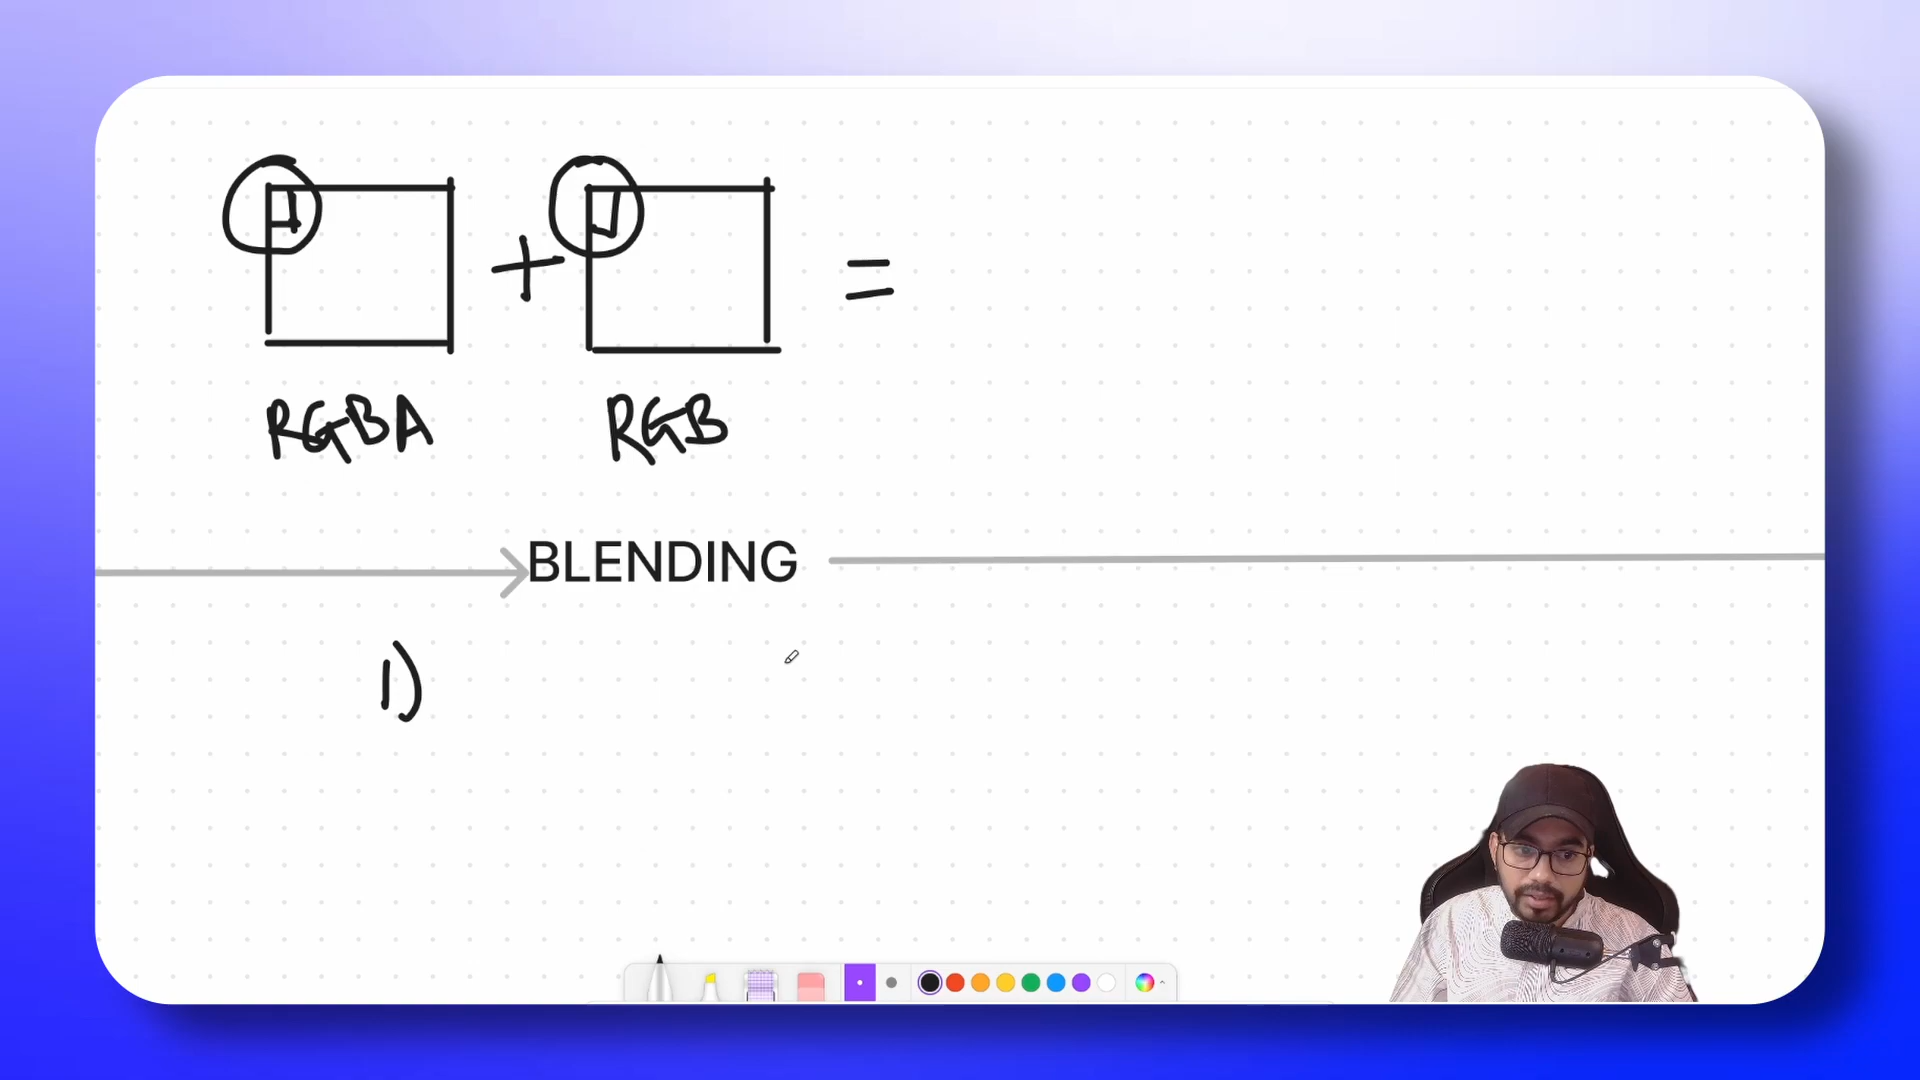 + =
RGBA RGB
BLENDING
1)